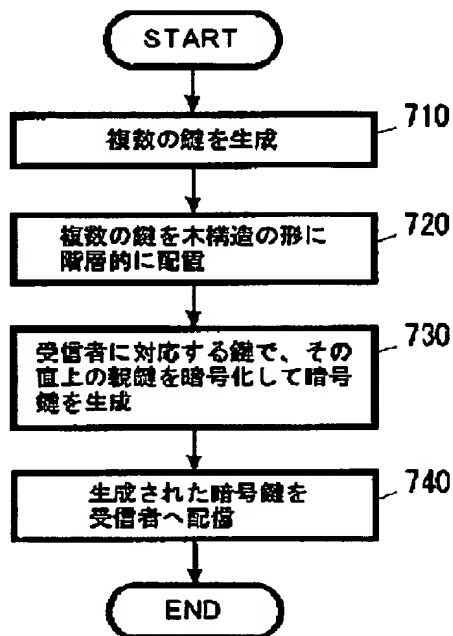 START
複数の鍵を生成
710
複数の鍵を木構造の形に
階層的に配置
720
受信者に対応する鍵で、その
直上の親鍵を暗号化して暗号
鍵を生成
730
生成された暗号鍵を
受信者へ配信
740
END